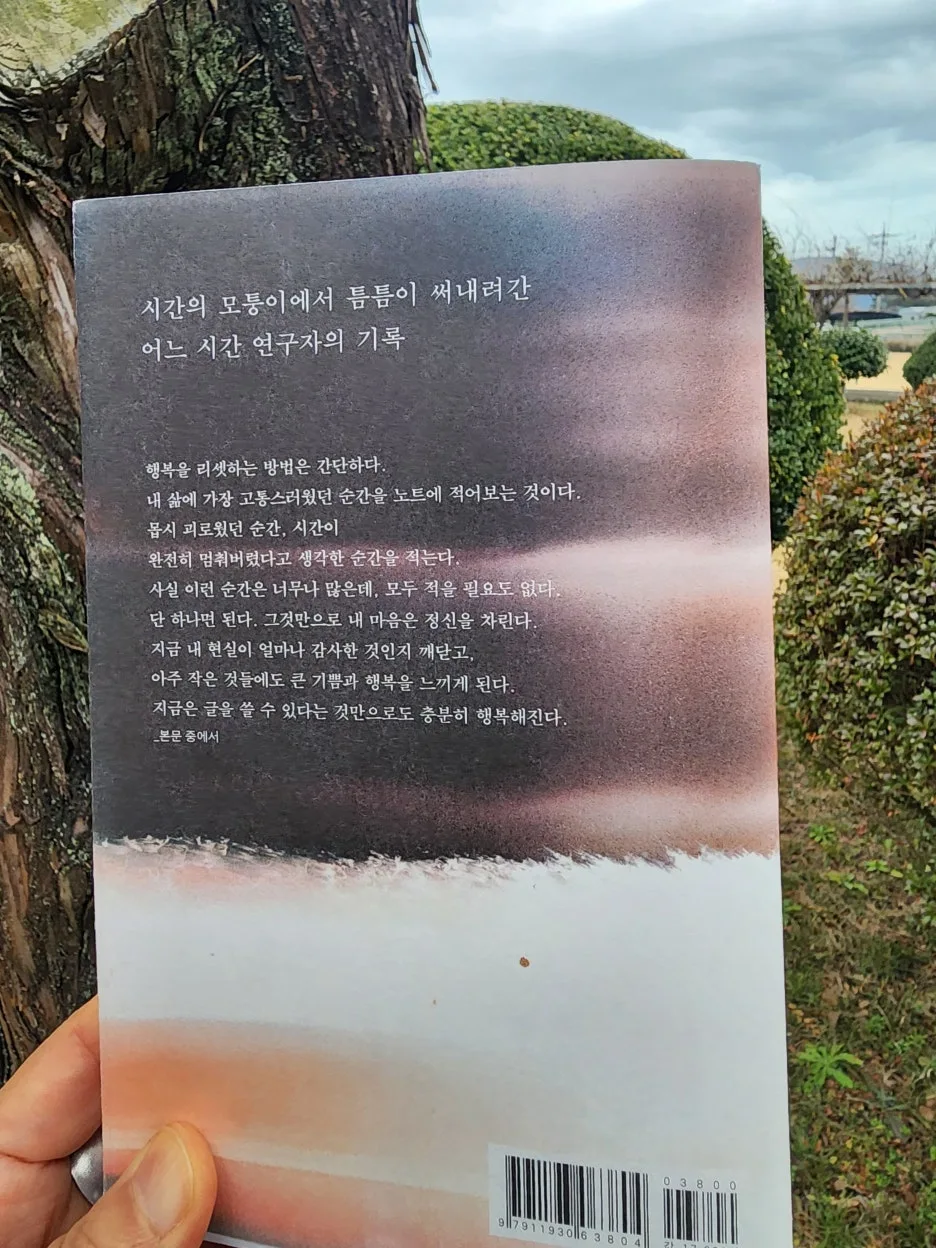 시간의 모퉁이에서 틈틈이 써내려간
어느 시간 연구자의 기록
행복을 리셋하는 방법은 간단하다.
내 삶에 가장 고통스러웠던 순간을 노트에 적어보는 것이다.
몹시 괴로웠던 순간, 시간이
완전히 멈춰버렸다고 생각한 순간을 적는다.
사실 이런 순간은 너무나 많은데, 모두 적을 필요도 없다.
단 하나면 된다. 그것만으로 내 마음은 정신을 차린다.
지금 내 현실이 얼마나 감사한 것인지 깨닫고,
아주 작은 것들에도 큰 기쁨과 행복을 느끼게 된다.
지금은 글을 쓸 수 있다는 것만으로도 충분히 행복해진다.
_본문 중에서
03800
9 791193 063804